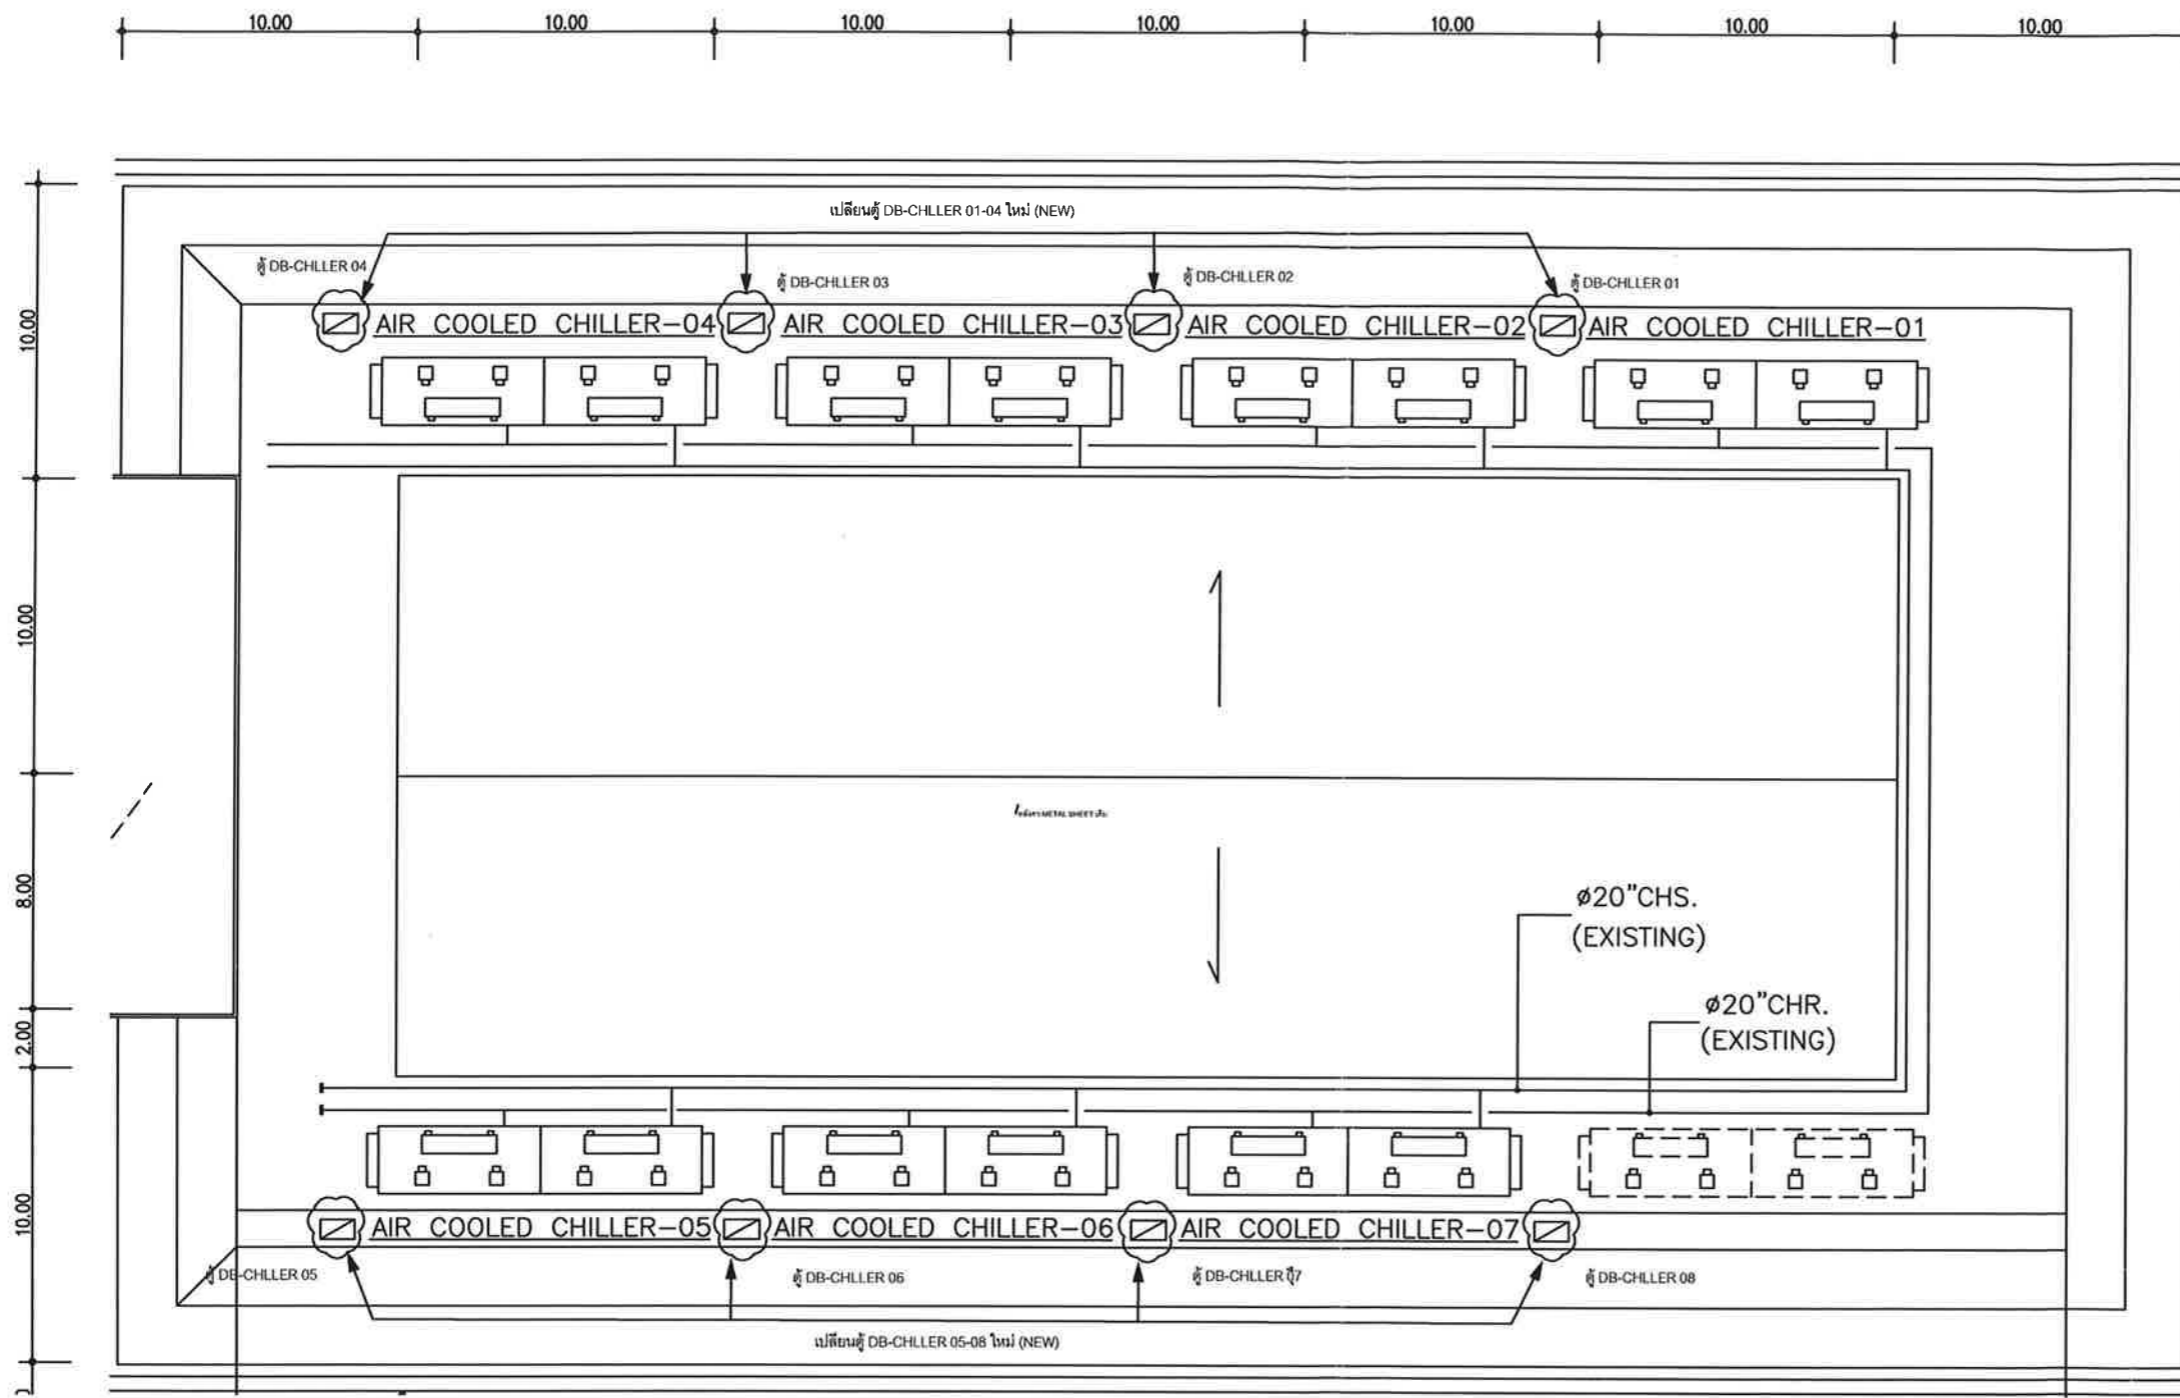 10.00 10.00 10.00 10.00 10.00 10.00 10.00
เปลี่ยนตู้ DB-CHLLER 01-04 ใหม่ (NEW)
ตู้ DB-CHLLER 04
ตู้ DB-CHLLER 03
ตู้ DB-CHLLER 02
ตู้ DB-CHLLER 01
AIR COOLED CHILLER-04
AIR COOLED CHILLER-03
AIR COOLED CHILLER-02
AIR COOLED CHILLER-01
10.00
10.00
8.00
2.00
10.00
METAL SHEET
ø20"CHS.
(EXISTING)
ø20"CHR.
(EXISTING)
AIR COOLED CHILLER-05
AIR COOLED CHILLER-06
AIR COOLED CHILLER-07
ตู้ DB-CHLLER 05
ตู้ DB-CHLLER 06
ตู้ DB-CHLLER 07
ตู้ DB-CHLLER 08
เปลี่ยนตู้ DB-CHLLER 05-08 ใหม่ (NEW)